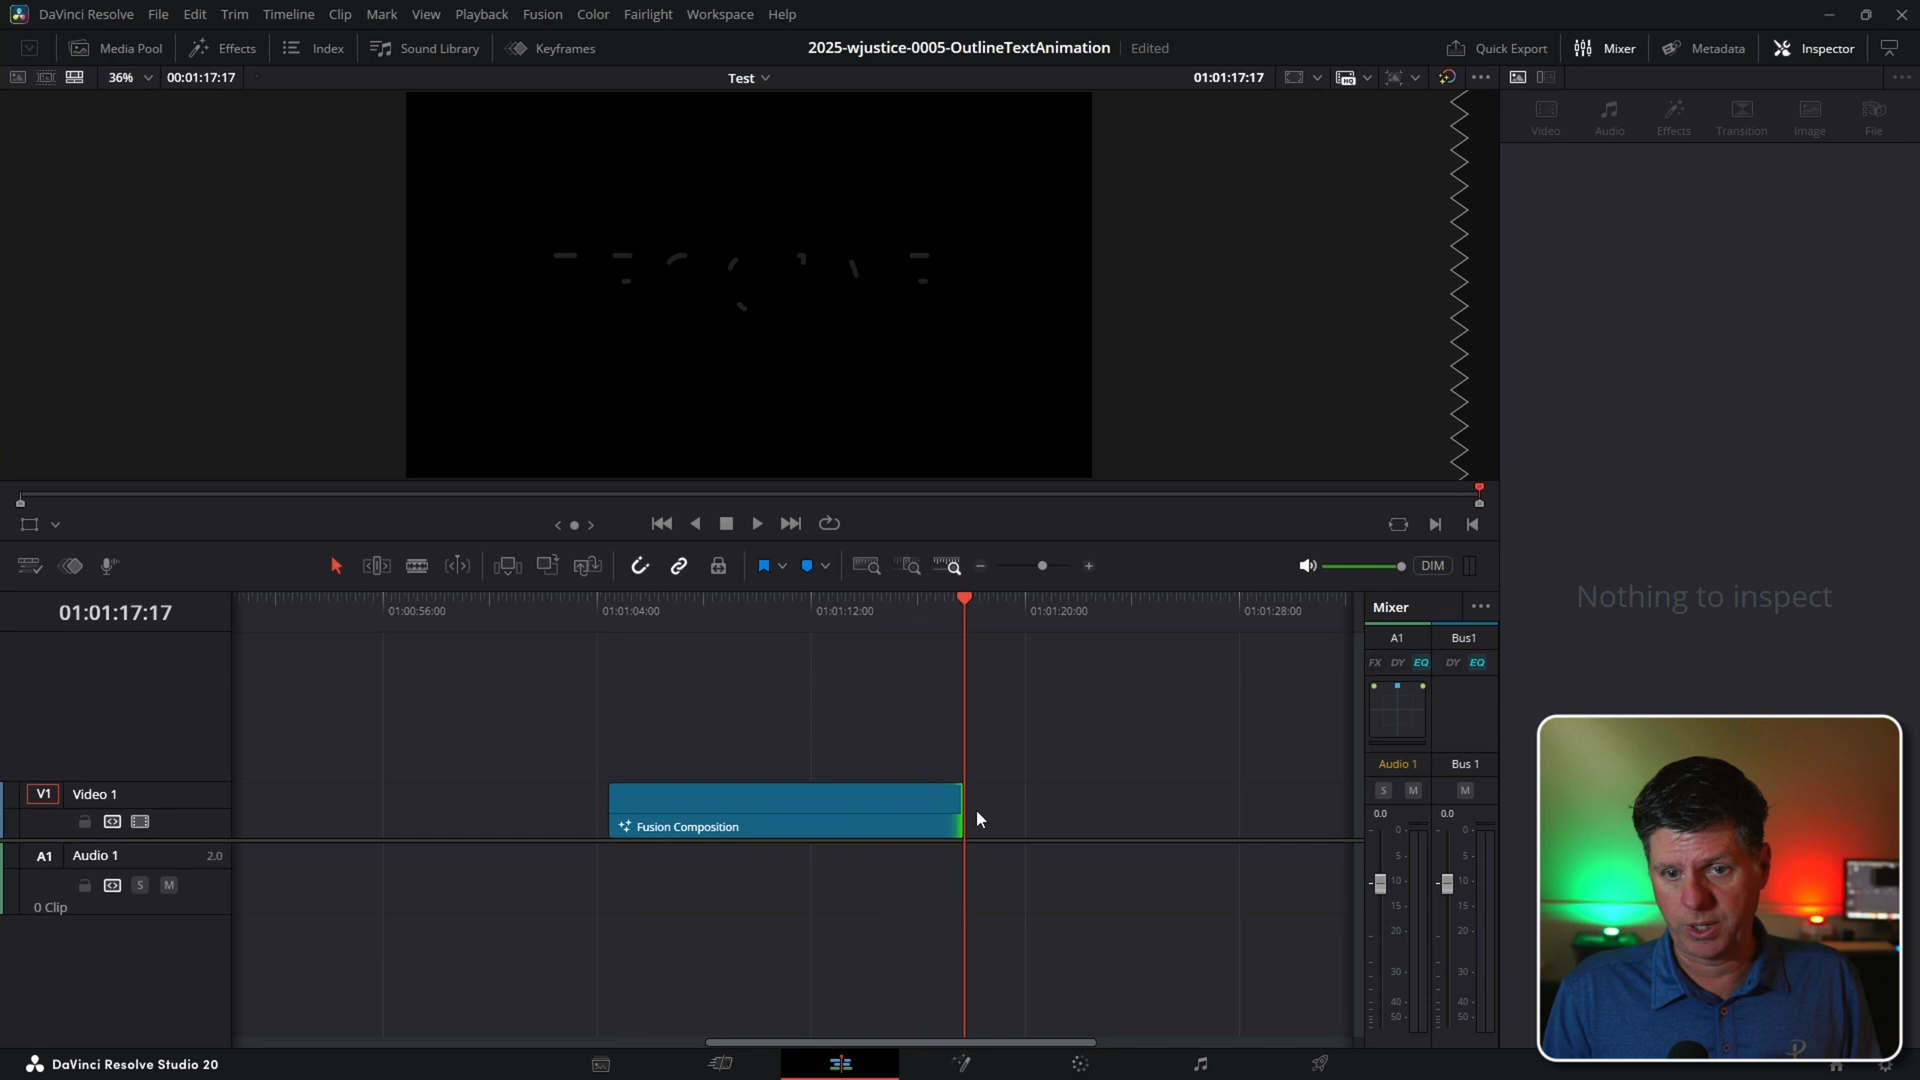 DaVinci Resolve File Edit Trim Timeline Clip Mark View Playback Fusion Color Fairlight Workspace Help
Media Pool Effects Index Sound Library Keyframes 2025-wjustice-0005-OutlineTextAnimation Edited Quick Export Mixer Metadata Inspector
36% 00:01:17:17 Test 01:01:17:17
Video Audio Effects Transition Image File
DIM
01:01:17:17
01:00:56:00 01:01:04:00 01:01:12:00 01:01:20:00 01:01:28:00
Nothing to inspect
Mixer
A1 Bus1
FX DY EQ DY EQ
Audio 1 Bus 1
S M M
0.0 0.0
0
5
10
15
20
30
40
50
0
5
10
15
20
30
40
50
V1 Video 1
Fusion Composition
A1 Audio 1 2.0
S M
0 Clip
DaVinci Resolve Studio 20